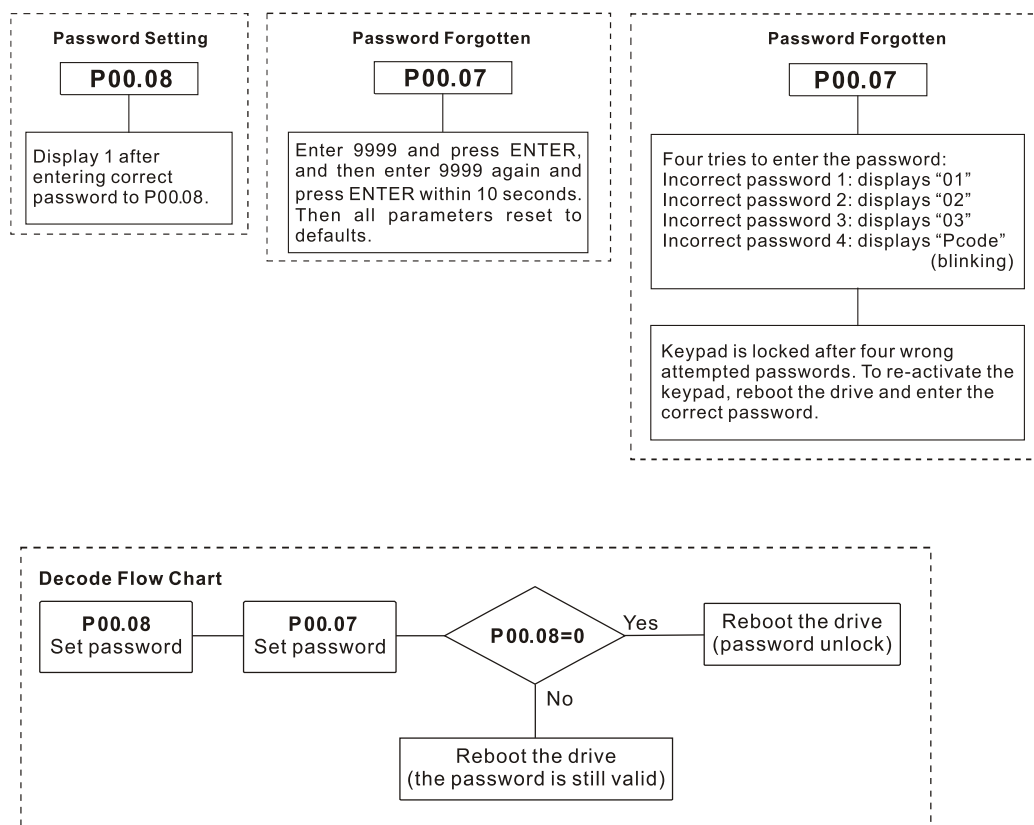 Password Setting
P00.08
Display 1 after
entering correct
password to P00.08.
Password Forgotten
P00.07
Enter 9999 and press ENTER,
and then enter 9999 again and
press ENTER within 10 seconds.
Then all parameters reset to
defaults.
Password Forgotten
P00.07
Four tries to enter the password:
Incorrect password 1: displays “01”
Incorrect password 2: displays “02”
Incorrect password 3: displays “03”
Incorrect password 4: displays “Pcode”
(blinking)
Keypad is locked after four wrong
attempted passwords. To re-activate the
keypad, reboot the drive and enter the
correct password.
Decode Flow Chart
P00.08
Set password
P00.07
Set password
P00.08=0
Yes
Reboot the drive
(password unlock)
No
Reboot the drive
(the password is still valid)